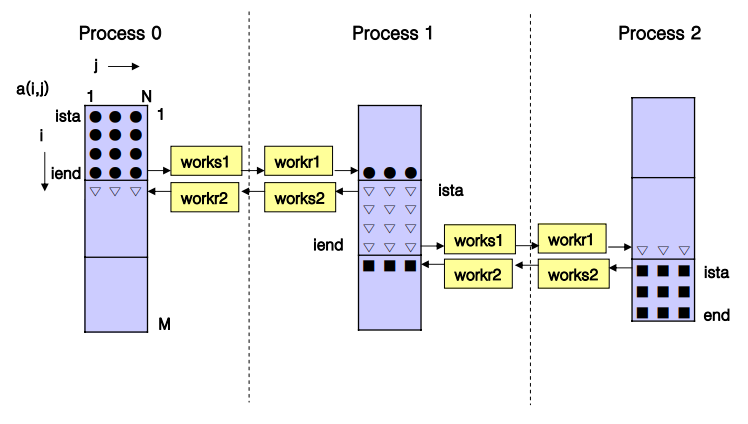 Process 0
Process 1
Process 2
j
a(i,j)
1 N
ista
1
i
iend
M
works1
workr1
workr2
works2
ista
iend
works1
workr1
workr2
works2
ista
end